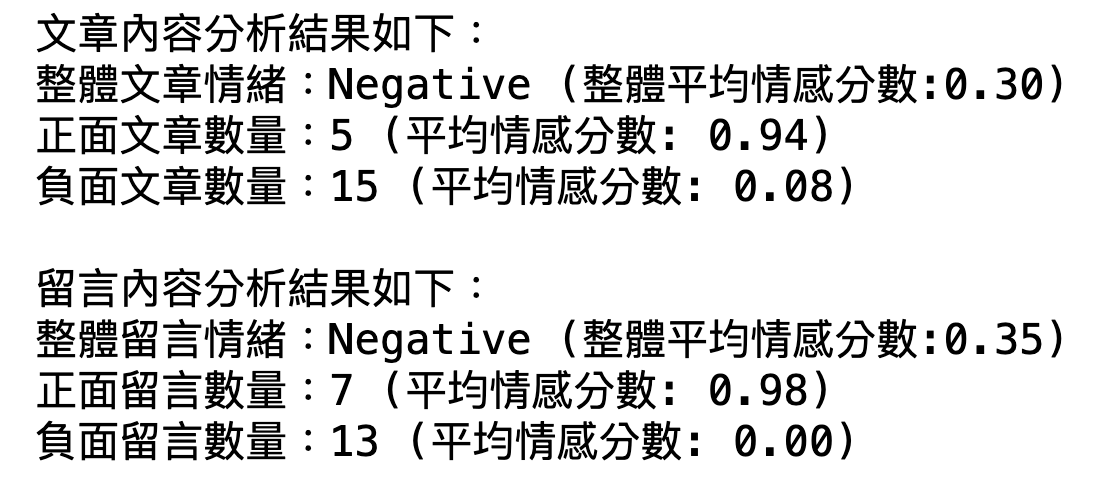 文章內容分析結果如下：
整體文章情緒：Negative (整體平均情感分數:0.30)
正面文章數量：5 (平均情感分數: 0.94)
負面文章數量：15 (平均情感分數: 0.08)
留言內容分析結果如下：
整體留言情緒：Negative (整體平均情感分數:0.35)
正面留言數量：7 (平均情感分數: 0.98)
負面留言數量：13 (平均情感分數: 0.00)